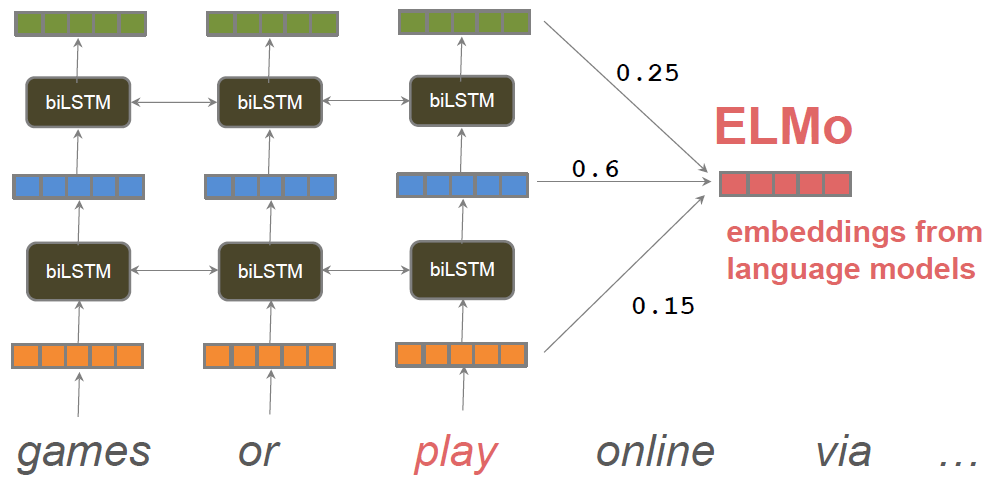 0.25
biLSTM biLSTM biLSTM
ELMo
0.6
embeddings from
language models
biLSTM biLSTM biLSTM
0.15
games or play online via ...